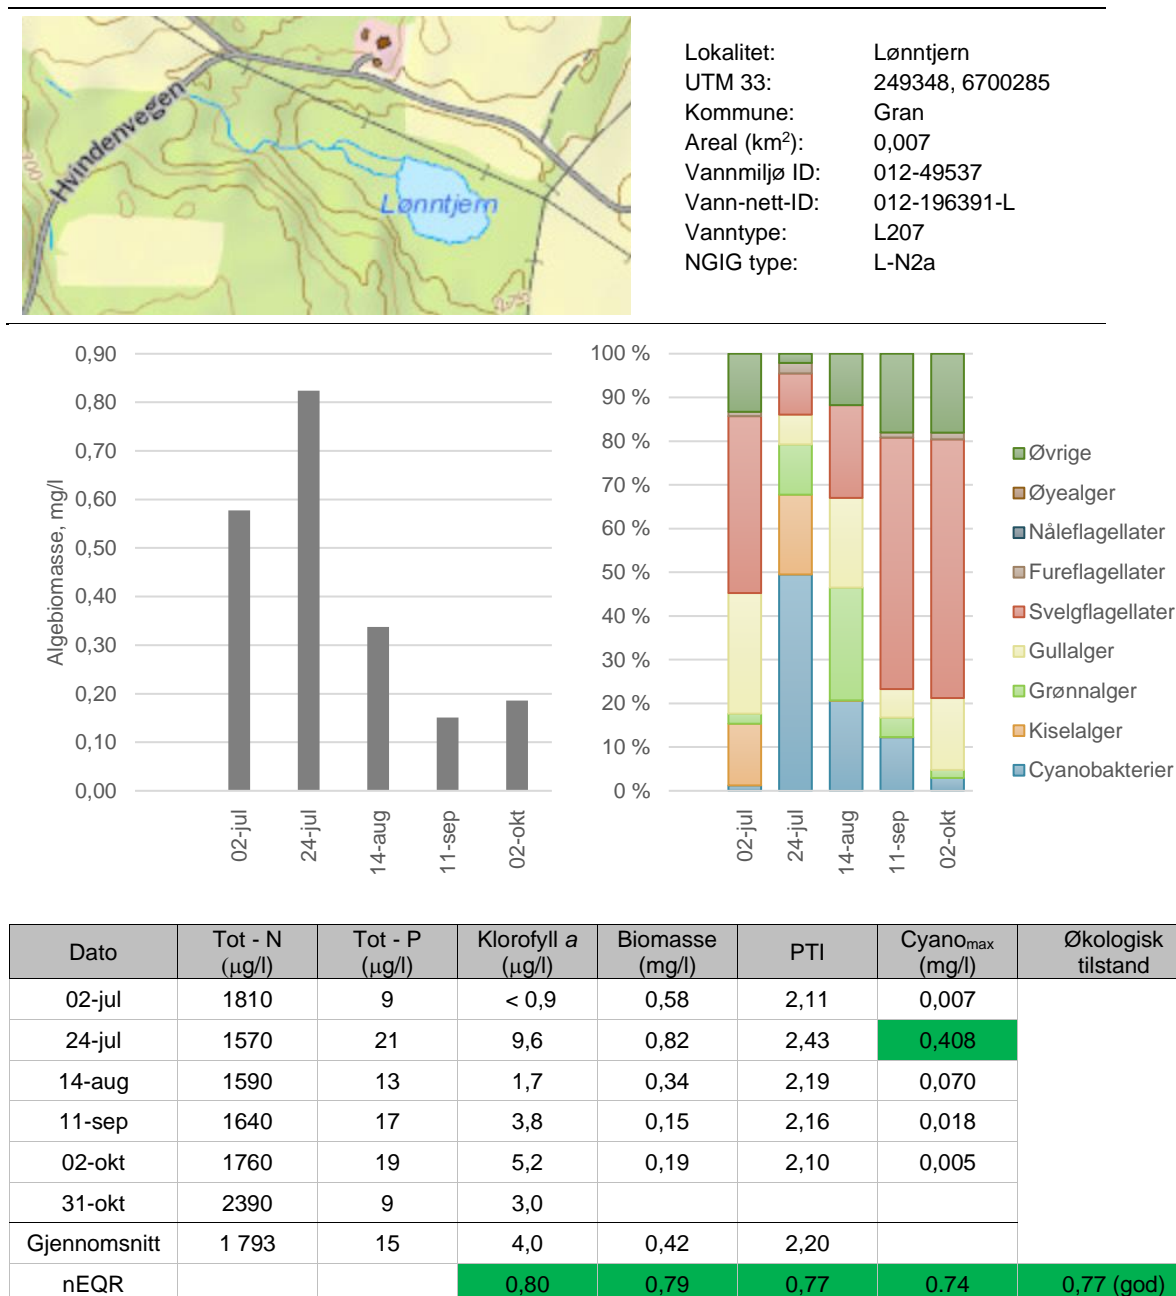 Hvindenvegen
Lønntjern
Lokalitet: Lønntjern
UTM 33: 249348, 6700285
Kommune: Gran
Areal (km²): 0,007
Vannmiljø ID: 012-49537
Vann-nett-ID: 012-196391-L
Vanntype: L207
NGIG type: L-N2a
Algebiomasse, mg/l
0,90
0,80
0,70
0,60
0,50
0,40
0,30
0,20
0,10
0,00
02-jul
24-jul
14-aug
11-sep
02-okt
100 %
90 %
80 %
70 %
60 %
50 %
40 %
30 %
20 %
10 %
0 %
02-jul
24-jul
14-aug
11-sep
02-okt
Øvrige
Øyealger
Nåleflagellater
Fureflagellater
Svelgflagellater
Gullalger
Grønnalger
Kiselalger
Cyanobakterier
Dato Tot - N (µg/l) Tot - P (µg/l) Klorofyll a (µg/l) Biomasse (mg/l) PTI Cyanomax (mg/l) Økologisk tilstand
02-jul 1810 9 < 0,9 0,58 2,11 0,007
24-jul 1570 21 9,6 0,82 2,43 0,408
14-aug 1590 13 1,7 0,34 2,19 0,070
11-sep 1640 17 3,8 0,15 2,16 0,018
02-okt 1760 19 5,2 0,19 2,10 0,005
31-okt 2390 9 3,0
Gjennomsnitt 1 793 15 4,0 0,42 2,20
nEQR 0,80 0,79 0,77 0.74 0,77 (god)